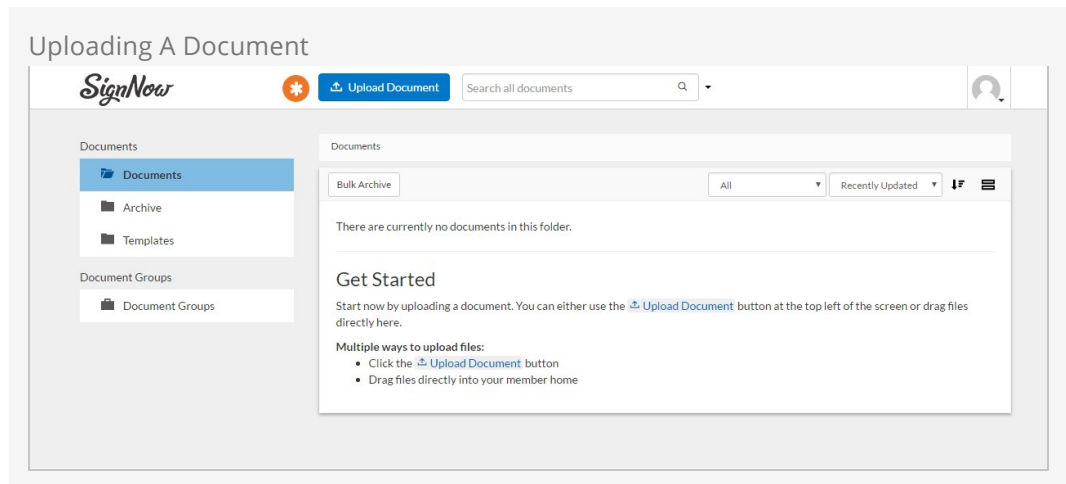 Uploading A Document
SignNow
Upload Document
Search all documents
Documents
Documents
Archive
Templates
Document Groups
Document Groups
Documents
Bulk Archive
All
Recently Updated
There are currently no documents in this folder.
Get Started
Start now by uploading a document. You can either use the Upload Document button at the top left of the screen or drag files
directly here.
Multiple ways to upload files:
• Click the Upload Document button
• Drag files directly into your member home